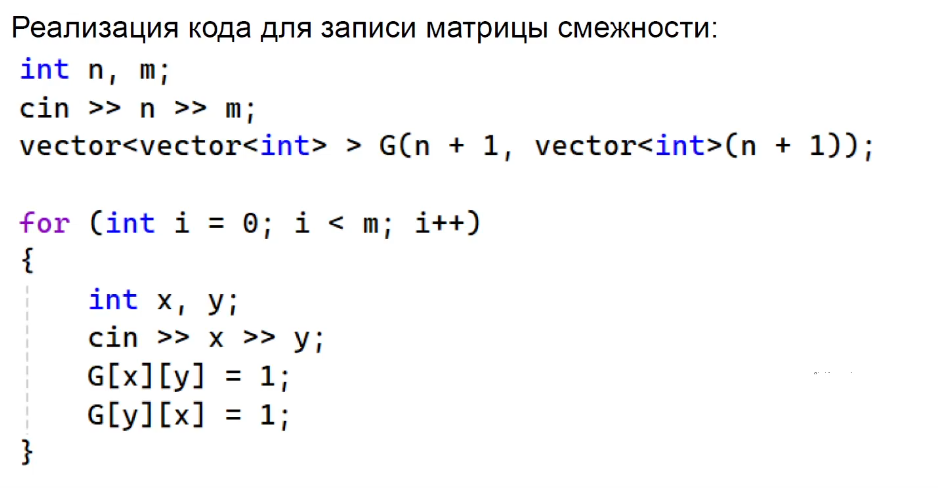 Реализация кода для записи матрицы смежности:
int n, m;
cin >> n >> m;
vector<vector<int> > G(n + 1, vector<int>(n + 1));
for (int i = 0; i < m; i++)
{
int x, y;
cin >> x >> y;
G[x][y] = 1;
G[y][x] = 1;
}